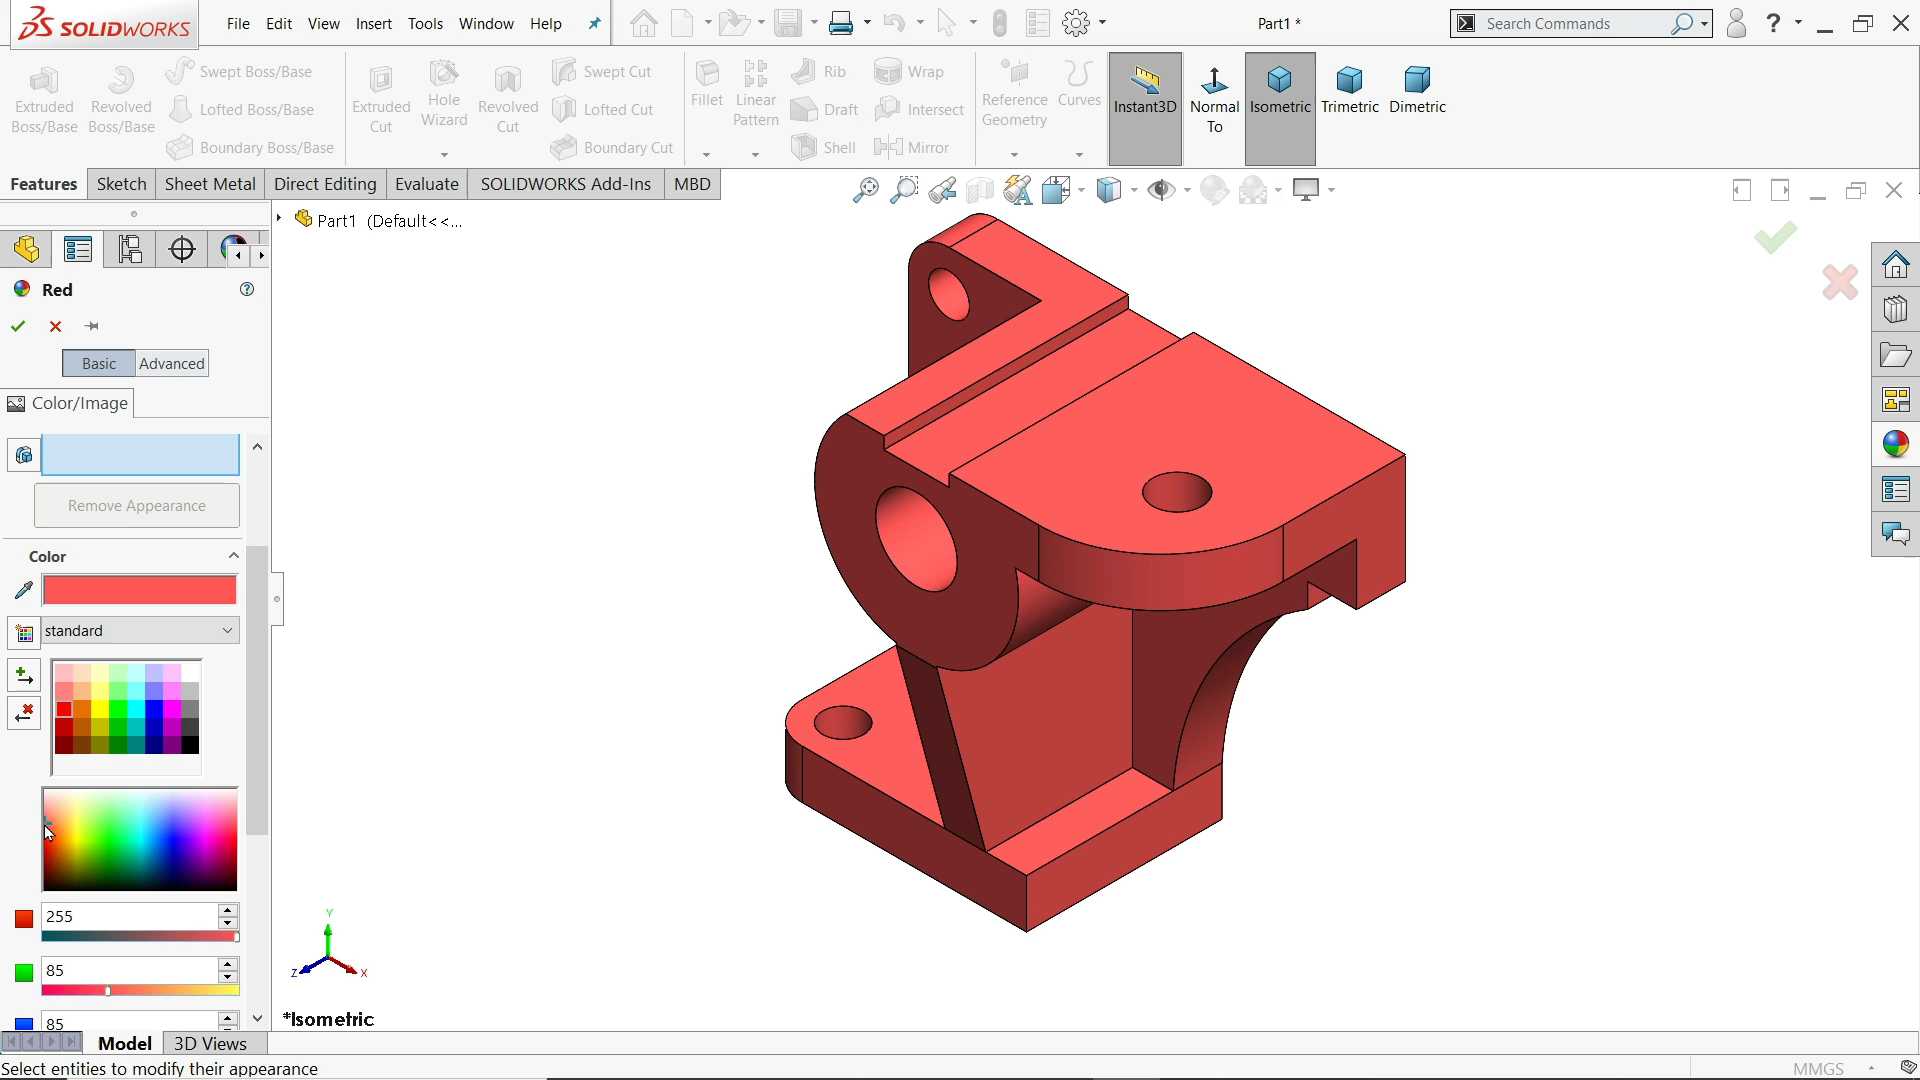 SOLIDWORKS File Edit View Insert Tools Window Help Part1 * Search Commands ?
Extruded Boss/Base
Revolved Boss/Base
Swept Boss/Base
Lofted Boss/Base
Boundary Boss/Base
Extruded Cut
Hole Wizard
Revolved Cut
Swept Cut
Lofted Cut
Boundary Cut
Fillet
Linear Pattern
Rib
Draft
Shell
Wrap
Intersect
Mirror
Reference Geometry
Curves
Instant3D
Normal To
Isometric
Trimetric
Dimetric
Features Sketch Sheet Metal Direct Editing Evaluate SOLIDWORKS Add-Ins MBD
Part1 (Default<<...
Red
Basic Advanced
Color/Image
Remove Appearance
Color
standard
255
85
85
Y
Z
X
*Isometric
Model 3D Views
Select entities to modify their appearance
MMGS